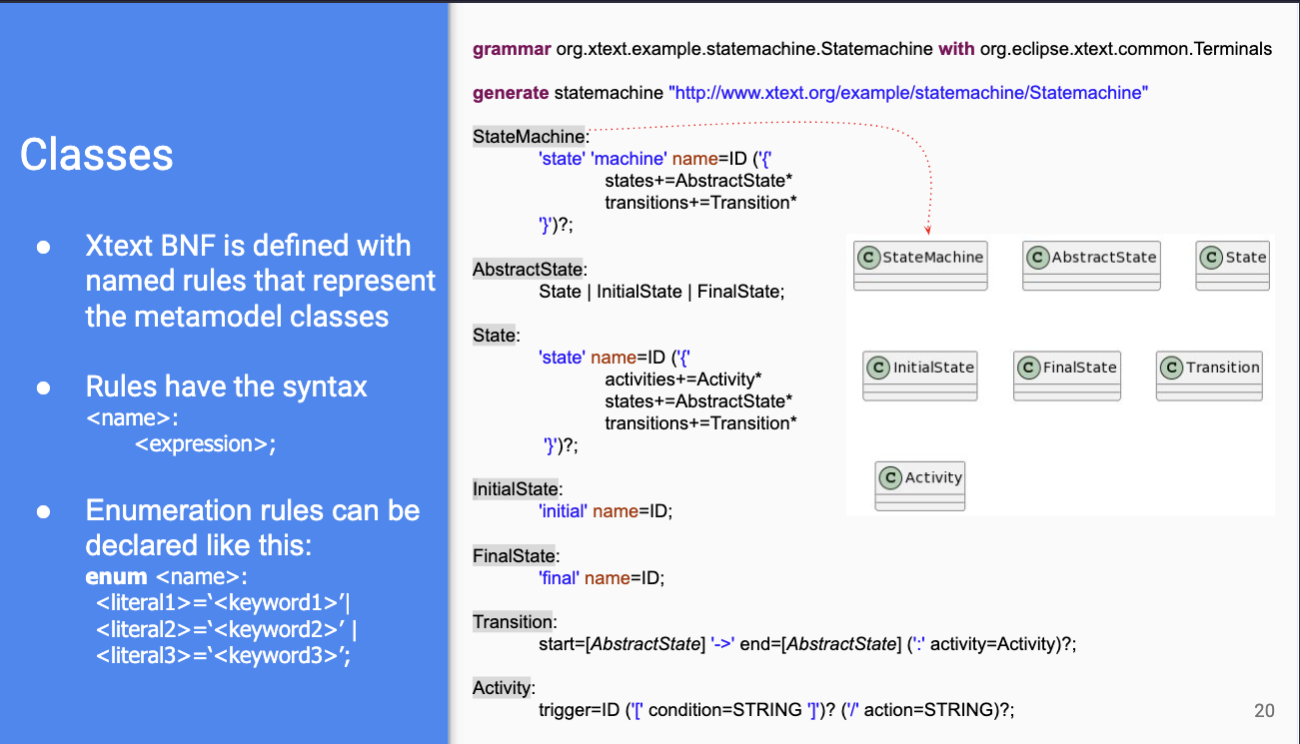 Classes
● Xtext BNF is defined with
named rules that represent
the metamodel classes
● Rules have the syntax
<name>:
<expression>;
● Enumeration rules can be
declared like this:
enum <name>:
<literal1>=‘<keyword1>’|
<literal2>=‘<keyword2>’ |
<literal3>=‘<keyword3>’;
grammar org.xtext.example.statemachine.Statemachine with org.eclipse.xtext.common.Terminals
generate statemachine "http://www.xtext.org/example/statemachine/Statemachine"
StateMachine:
'state' 'machine' name=ID ('{'
states+=AbstractState*
transitions+=Transition*
'}')?;
AbstractState:
State | InitialState | FinalState;
State:
'state' name=ID ('{'
activities+=Activity*
states+=AbstractState*
transitions+=Transition*
'}')?;
InitialState:
'initial' name=ID;
FinalState:
'final' name=ID;
Transition:
start=[AbstractState] '->' end=[AbstractState] (':' activity=Activity)?;
Activity:
trigger=ID ('[' condition=STRING ']')? ('/' action=STRING)?;
C StateMachine
C AbstractState
C State
C InitialState
C FinalState
C Transition
C Activity
20